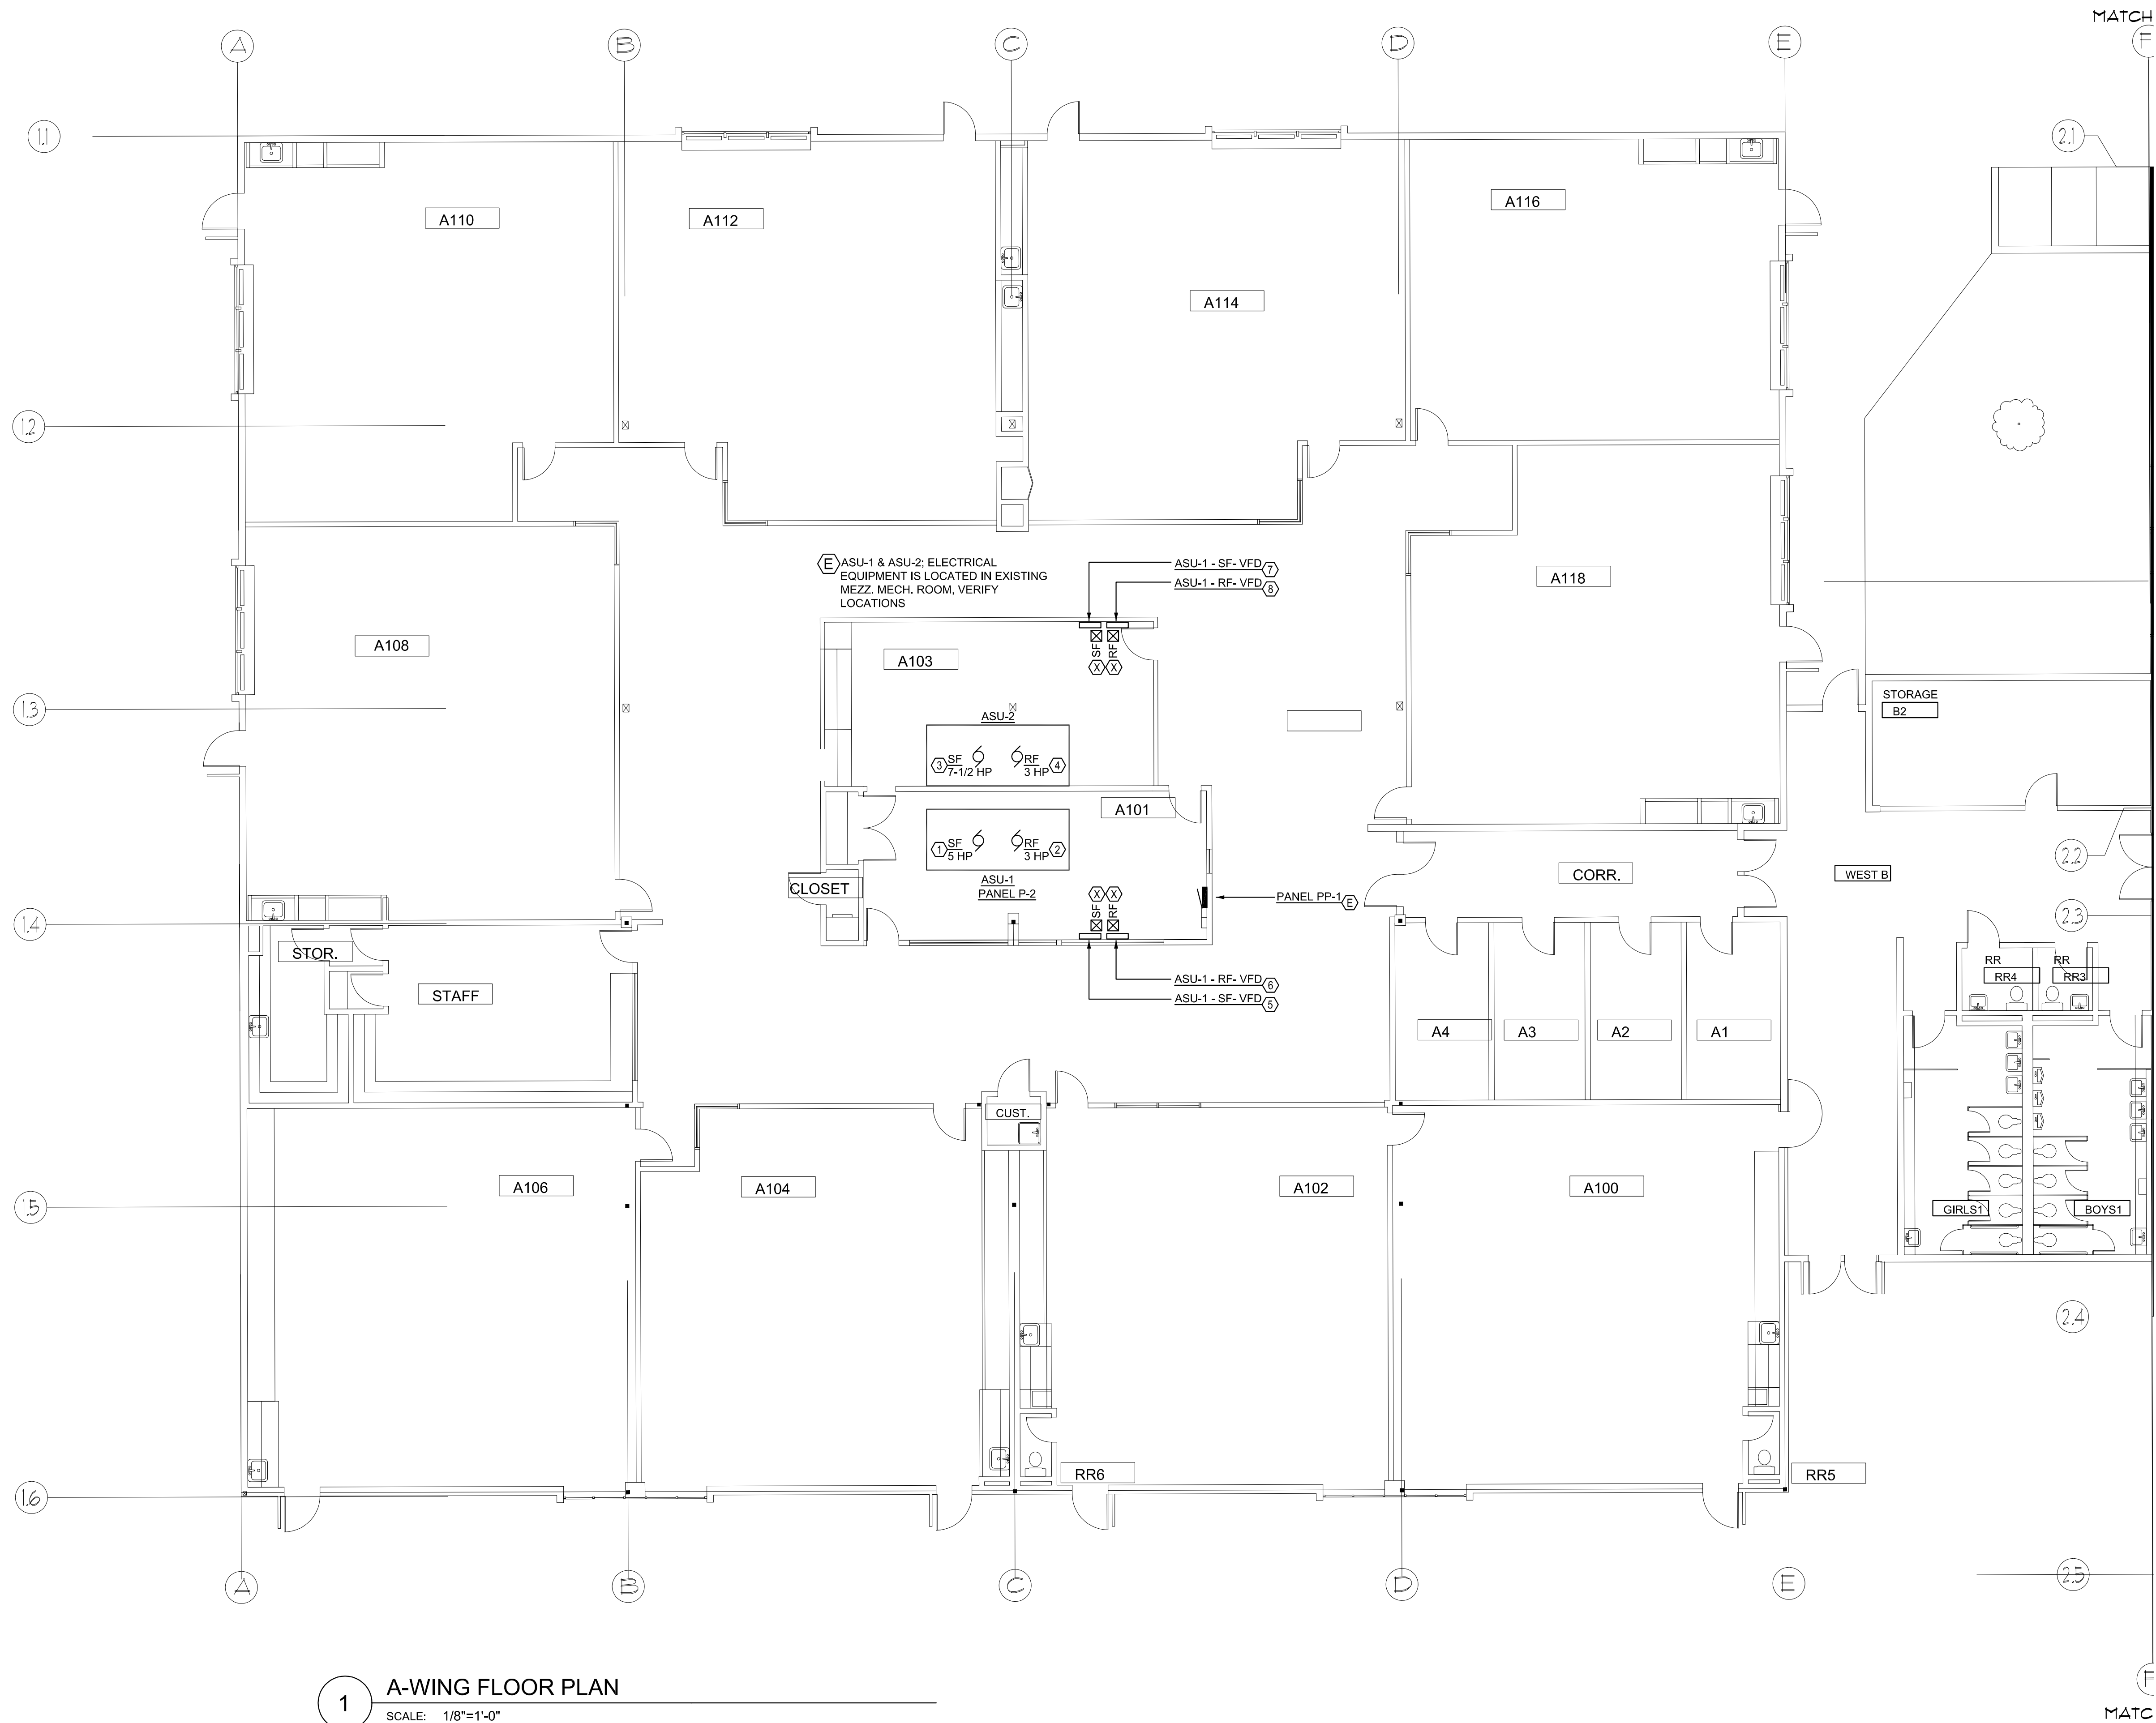 MATCH
A
B
C
D
E
F
1.1
2.1
A110
A112
A114
A116
1.2
E
ASU-1 & ASU-2; ELECTRICAL
EQUIPMENT IS LOCATED IN EXISTING
MEZZ. MECH. ROOM, VERIFY
LOCATIONS
ASU-1 - SF- VFD 7
ASU-1 - RF- VFD 8
A118
A108
A103
SF
RF
X
X
1.3
STORAGE
B2
ASU-2
3
SF
7-1/2 HP
RF
3 HP
4
A101
1
SF
5 HP
RF
3 HP
2
ASU-1
PANEL P-2
X
X
SF
RF
CLOSET
PANEL PP-1 E
CORR.
WEST B
2.2
1.4
2.3
STOR.
STAFF
ASU-1 - RF- VFD 6
ASU-1 - SF- VFD 5
RR
RR4
RR
RR3
A4
A3
A2
A1
CUST.
1.5
A106
A104
A102
A100
GIRLS1
BOYS1
2.4
RR6
RR5
1.6
A
B
C
D
E
2.5
1
A-WING FLOOR PLAN
SCALE: 1/8"=1'-0"
F
MATC